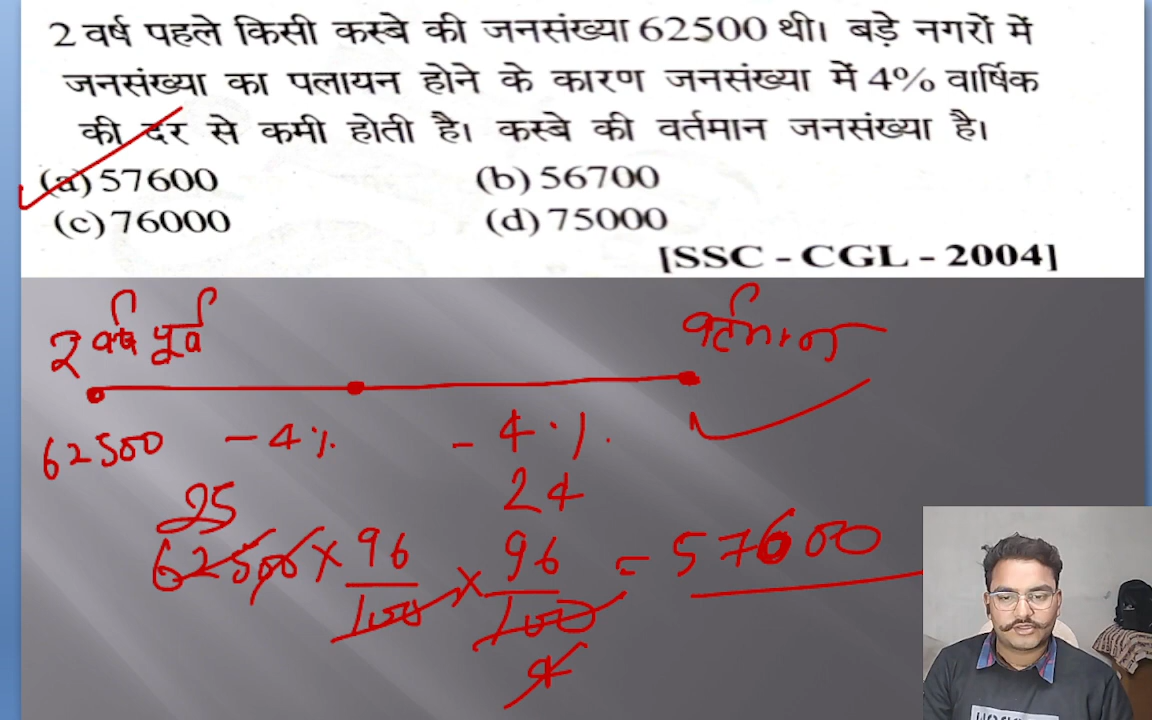 2 वर्ष पहले किसी कस्बे की जनसंख्या 62500 थी। बड़े नगरों में
जनसंख्या का पलायन होने के कारण जनसंख्या में 4% वार्षिक
की दर से कमी होती है। कस्बे की वर्तमान जनसंख्या है।
(a) 57600 (b) 56700
(c) 76000 (d) 75000
[SSC - CGL - 2004]
2 वर्ष पूर्व वर्तमान
62500 -4% -4%
25 24
62500 × 96/100 × 96/100 = 57600
4